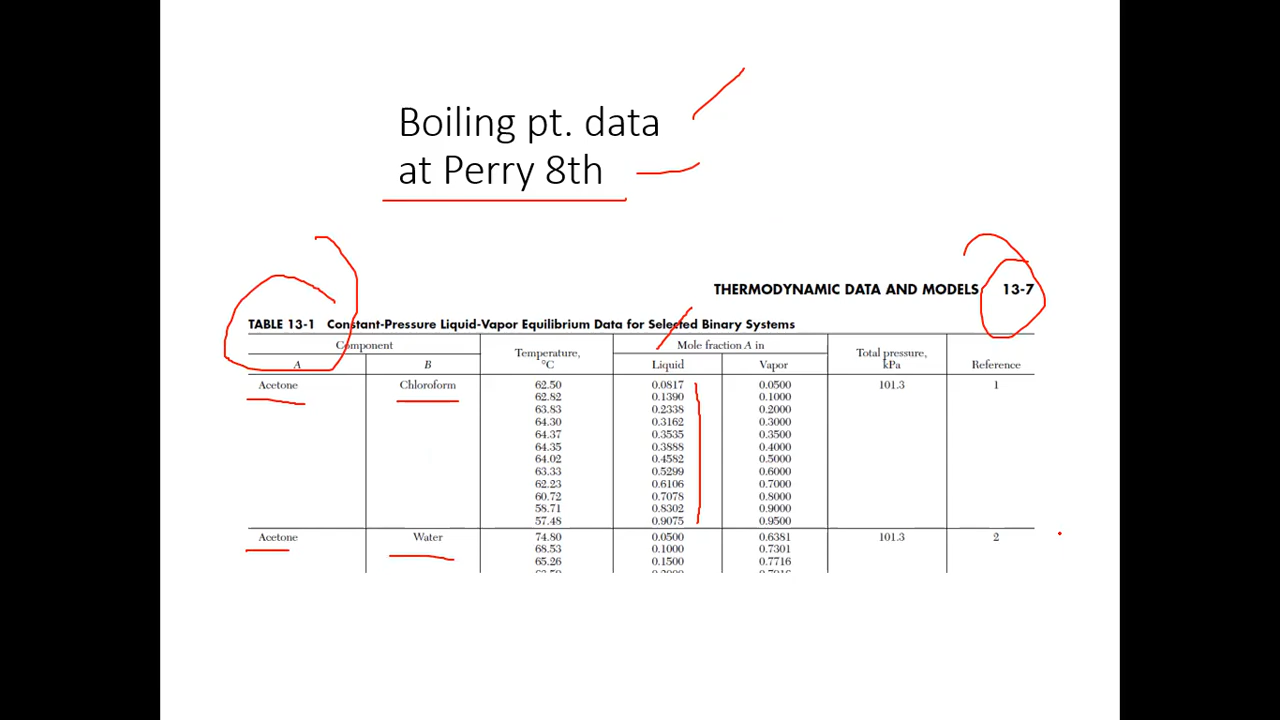 Boiling pt. data
at Perry 8th
THERMODYNAMIC DATA AND MODELS 13-7
TABLE 13-1 Constant-Pressure Liquid-Vapor Equilibrium Data for Selected Binary Systems
Component Temperature, °C Mole fraction A in Total pressure, kPa Reference
A B Liquid Vapor
Acetone Chloroform 62.50 0.0817 0.0500 101.3 1
62.82 0.1390 0.1000
63.83 0.2338 0.2000
64.30 0.3162 0.3000
64.37 0.3535 0.3500
64.35 0.3888 0.4000
64.02 0.4582 0.5000
63.33 0.5299 0.6000
62.23 0.6106 0.7000
60.72 0.7078 0.8000
58.71 0.8302 0.9000
57.48 0.9075 0.9500
Acetone Water 74.80 0.0500 0.6381 101.3 2
68.53 0.1000 0.7301
65.26 0.1500 0.7716